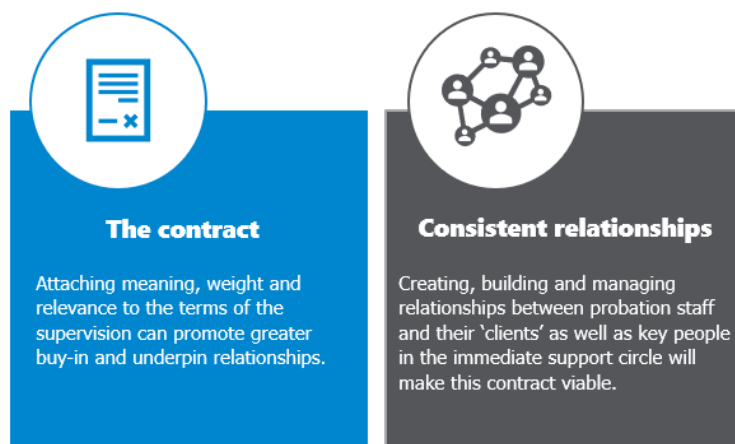 The contract
Attaching meaning, weight and
relevance to the terms of the
supervision can promote greater
buy-in and underpin relationships.
Consistent relationships
Creating, building and managing
relationships between probation staff
and their ‘clients’ as well as key people
in the immediate support circle will
make this contract viable.